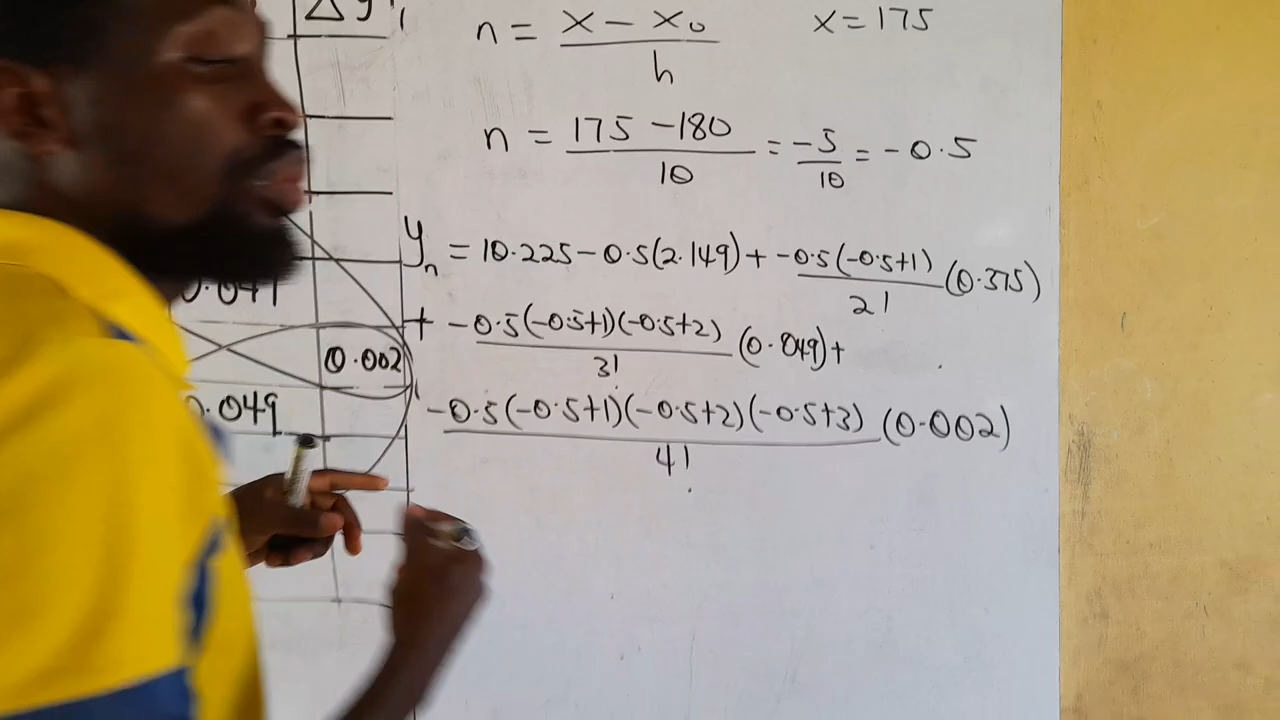 Δy
n = x - x₀ / h
x = 175
n = 175 - 180 / 10 = -5/10 = -0.5
yₙ = 10.225 - 0.5(2.149) + -0.5(-0.5+1) / 2! (0.375)
+ -0.5(-0.5+1)(-0.5+2) / 3! (0.049) +
0.002
0.049
-0.5(-0.5+1)(-0.5+2)(-0.5+3) / 4! (0.002)